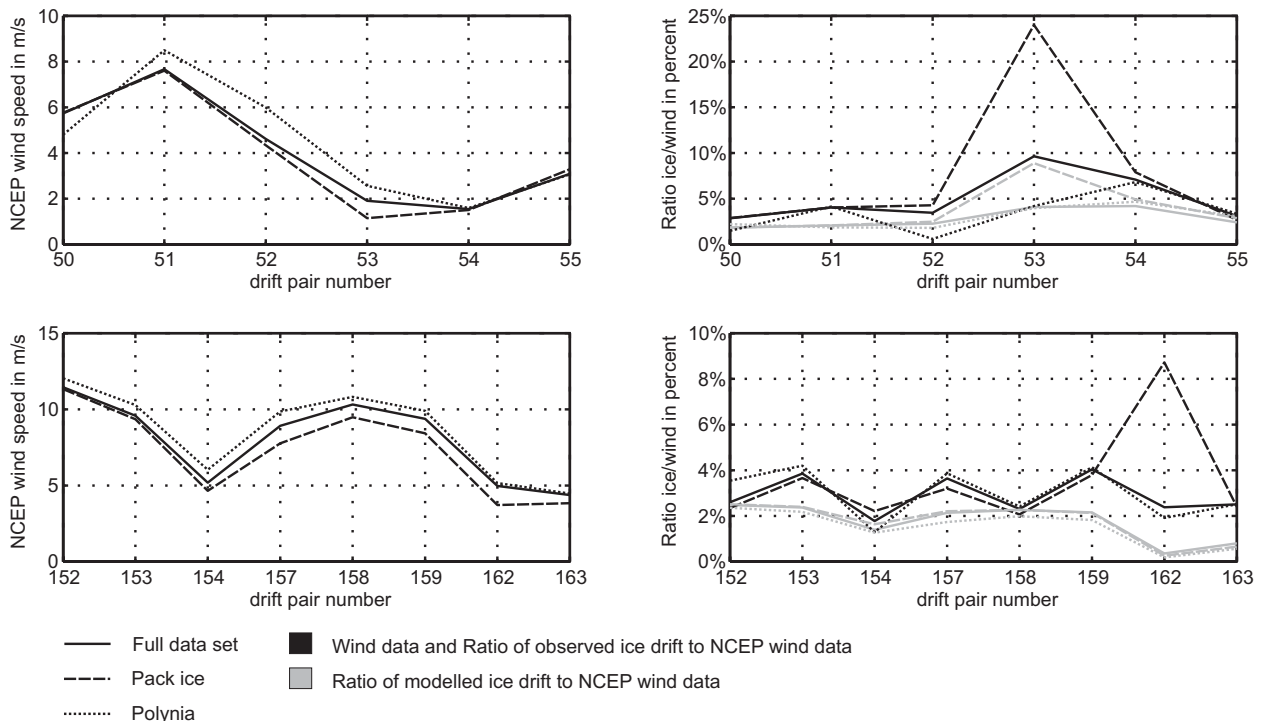 NCEP wind speed in m/s
10
8
6
4
2
0
50 51 52 53 54 55
drift pair number
Ratio ice/wind in percent
25%
20%
15%
10%
5%
0%
50 51 52 53 54 55
drift pair number
NCEP wind speed in m/s
15
10
5
0
152 153 154 157 158 159 162 163
drift pair number
Ratio ice/wind in percent
10%
8%
6%
4%
2%
0%
152 153 154 157 158 159 162 163
drift pair number
Full data set
Pack ice
Polynia
Wind data and Ratio of observed ice drift to NCEP wind data
Ratio of modelled ice drift to NCEP wind data